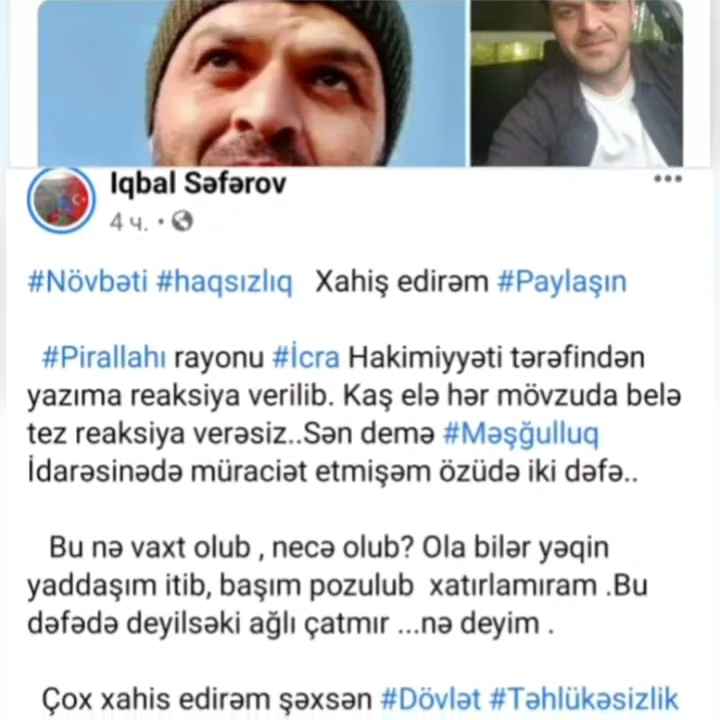 Iqbal Səfərov
4 ч.
#Növbəti #haqsızlıq Xahiş edirəm #Paylaşın
#Pirallahı rayonu #İcra Hakimiyyəti tərəfindən
yazıma reaksiya verilib. Kaş elə hər mövzuda belə
tez reaksiya verəsiz..Sən demə #Məşğulluq
İdarəsinədə müraciət etmişəm özüdə iki dəfə..
Bu nə vaxt olub , necə olub? Ola bilər yəqin
yaddaşım itib, başım pozulub xatırlamıram .Bu
dəfədə deyilsəki ağlı çatmır ...nə deyim .
Çox xahis edirəm şəxsən #Dövlət #Təhlükəsizlik